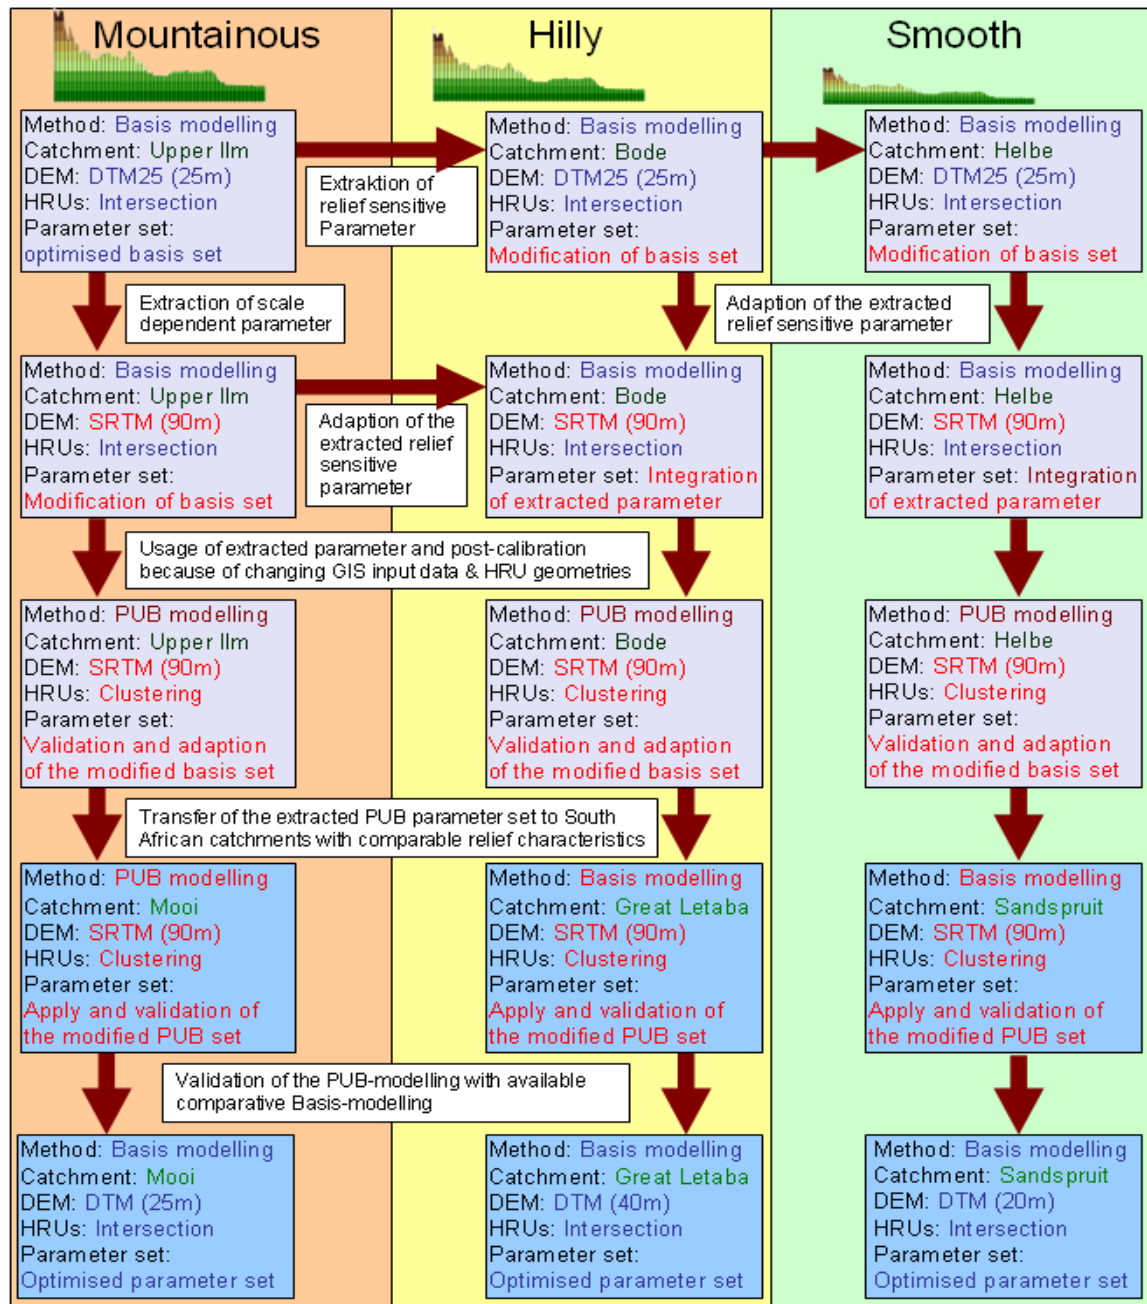 Mountainous
Hilly
Smooth
Method: Basis modelling
Catchment: Upper Ilm
DEM: DTM25 (25m)
HRUs: Intersection
Parameter set:
optimised basis set
Extraktion of
relief sensitive
Parameter
Method: Basis modelling
Catchment: Bode
DEM: DTM25 (25m)
HRUs: Intersection
Parameter set:
Modification of basis set
Method: Basis modelling
Catchment: Helbe
DEM: DTM25 (25m)
HRUs: Intersection
Parameter set:
Modification of basis set
Extraction of scale
dependent parameter
Adaption of the extracted
relief sensitive parameter
Method: Basis modelling
Catchment: Upper Ilm
DEM: SRTM (90m)
HRUs: Intersection
Parameter set:
Modification of basis set
Adaption of the
extracted relief
sensitive
parameter
Method: Basis modelling
Catchment: Bode
DEM: SRTM (90m)
HRUs: Intersection
Parameter set: Integration
of extracted parameter
Method: Basis modelling
Catchment: Helbe
DEM: SRTM (90m)
HRUs: Intersection
Parameter set: Integration
of extracted parameter
Usage of extracted parameter and post-calibration
because of changing GIS input data & HRU geometries
Method: PUB modelling
Catchment: Upper Ilm
DEM: SRTM (90m)
HRUs: Clustering
Parameter set:
Validation and adaption
of the modified basis set
Method: PUB modelling
Catchment: Bode
DEM: SRTM (90m)
HRUs: Clustering
Parameter set:
Validation and adaption
of the modified basis set
Method: PUB modelling
Catchment: Helbe
DEM: SRTM (90m)
HRUs: Clustering
Parameter set:
Validation and adaption
of the modified basis set
Transfer of the extracted PUB parameter set to South
African catchments with comparable relief characteristics
Method: PUB modelling
Catchment: Mooi
DEM: SRTM (90m)
HRUs: Clustering
Parameter set:
Apply and validation of
the modified PUB set
Method: Basis modelling
Catchment: Great Letaba
DEM: SRTM (90m)
HRUs: Clustering
Parameter set:
Apply and validation of
the modified PUB set
Method: Basis modelling
Catchment: Sandspruit
DEM: SRTM (90m)
HRUs: Clustering
Parameter set:
Apply and validation of
the modified PUB set
Validation of the PUB-modelling with available
comparative Basis-modelling
Method: Basis modelling
Catchment: Mooi
DEM: DTM (25m)
HRUs: Intersection
Parameter set:
Optimised parameter set
Method: Basis modelling
Catchment: Great Letaba
DEM: DTM (40m)
HRUs: Intersection
Parameter set:
Optimised parameter set
Method: Basis modelling
Catchment: Sandspruit
DEM: DTM (20m)
HRUs: Intersection
Parameter set:
Optimised parameter set